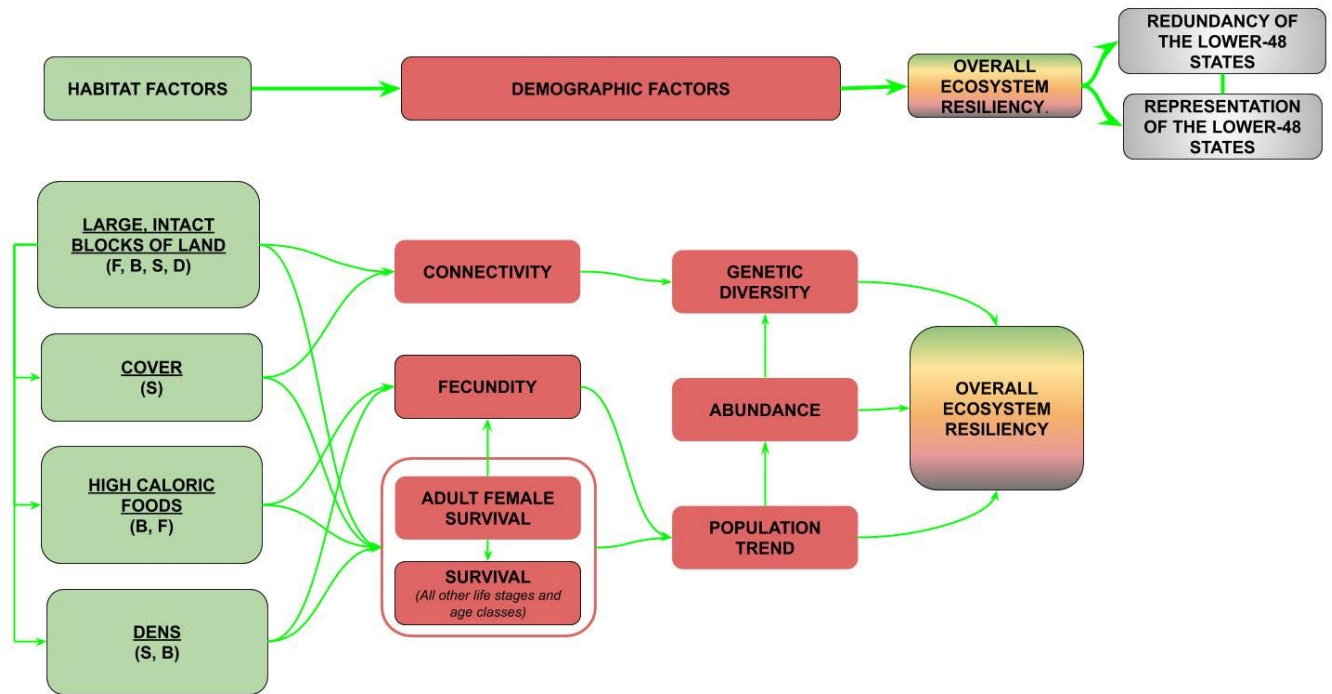 HABITAT FACTORS
DEMOGRAPHIC FACTORS
OVERALL
ECOSYSTEM
RESILIENCY.
REDUNDANCY OF
THE LOWER-48
STATES
REPRESENTATION
OF THE LOWER-48
STATES
LARGE, INTACT
BLOCKS OF LAND
(F, B, S, D)
COVER
(S)
HIGH CALORIC
FOODS
(B, F)
DENS
(S, B)
CONNECTIVITY
FECUNDITY
ADULT FEMALE
SURVIVAL
SURVIVAL
(All other life stages and
age classes)
GENETIC
DIVERSITY
ABUNDANCE
POPULATION
TREND
OVERALL
ECOSYSTEM
RESILIENCY